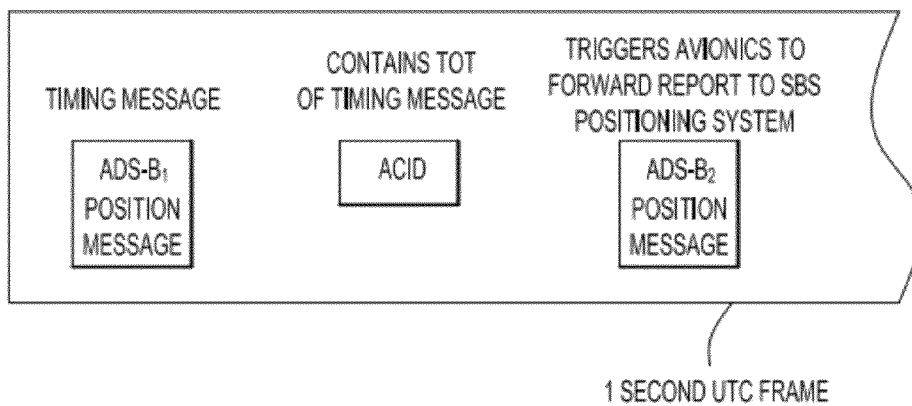 TIMING MESSAGE
CONTAINS TOT
OF TIMING MESSAGE
TRIGGERS AVIONICS TO
FORWARD REPORT TO SBS
POSITIONING SYSTEM
ADS-B₁
POSITION
MESSAGE
ACID
ADS-B₂
POSITION
MESSAGE
1 SECOND UTC FRAME